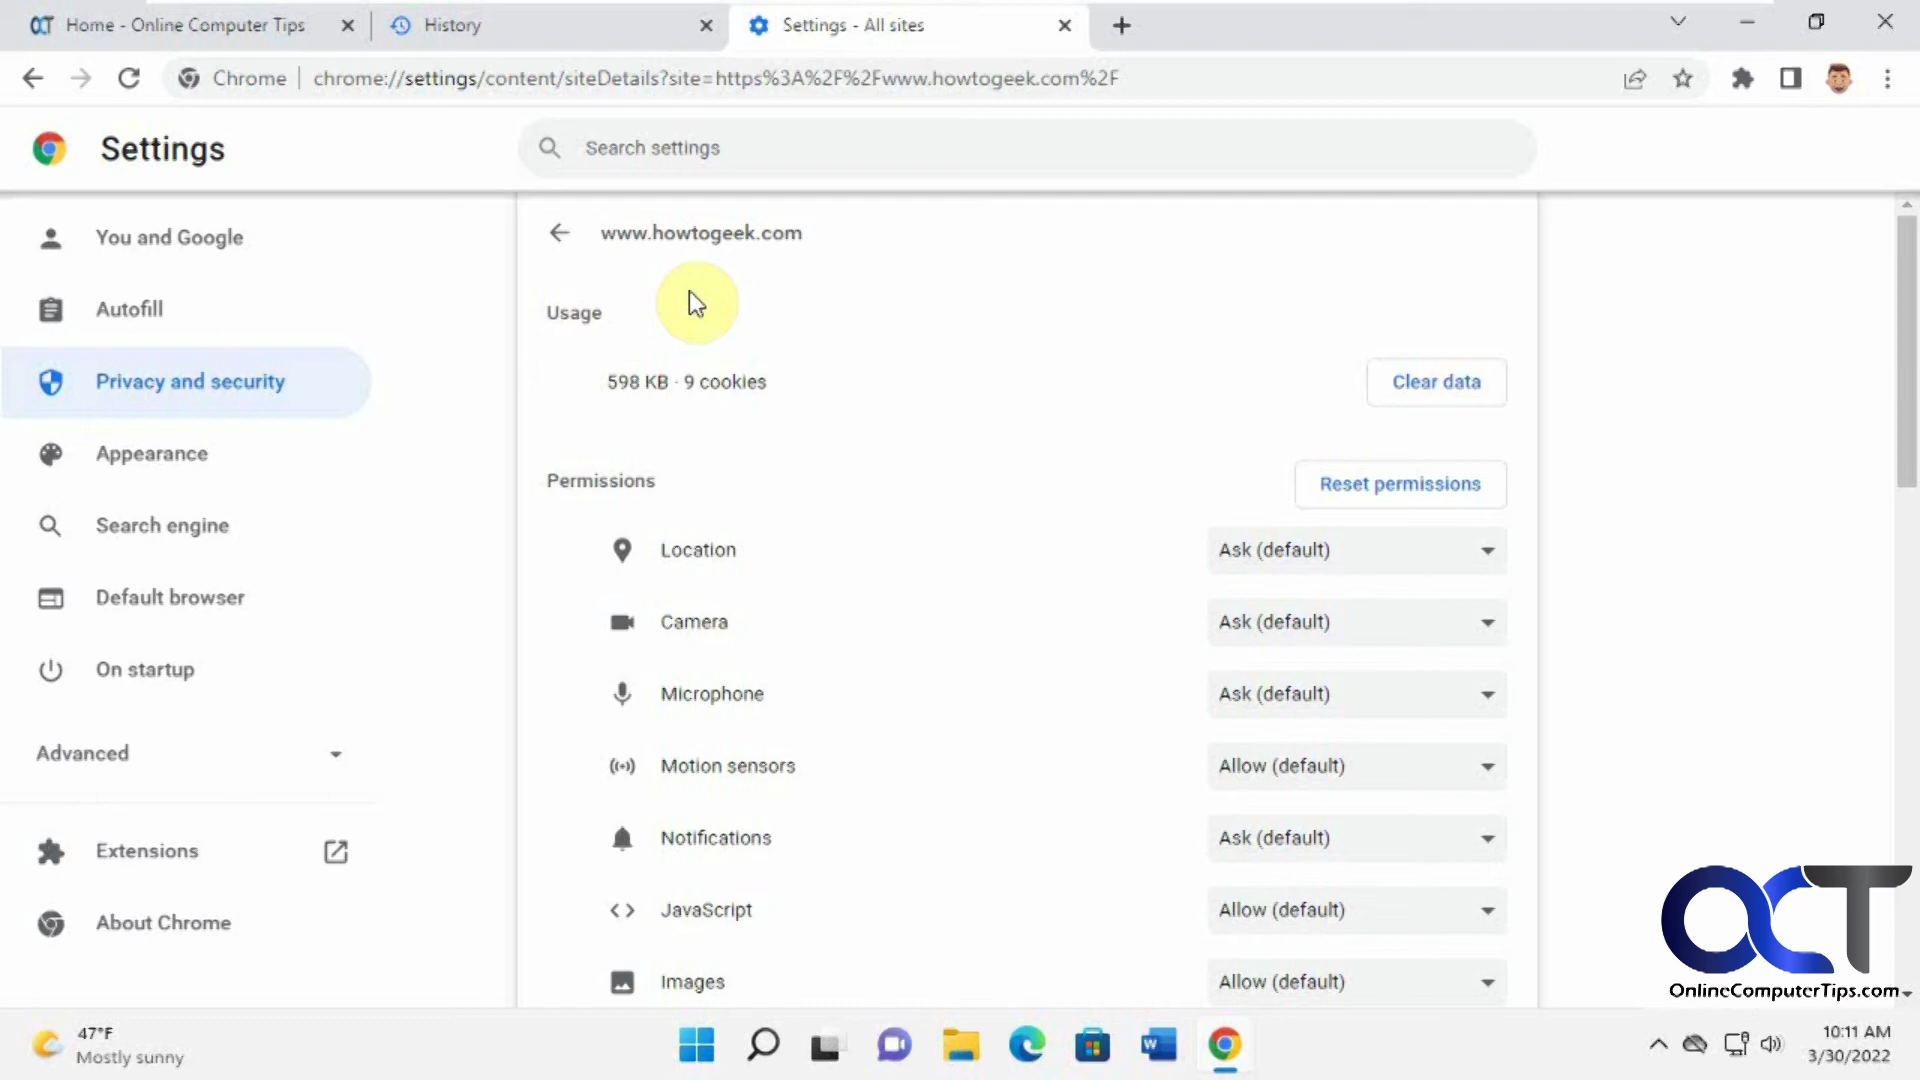 Home - Online Computer Tips
History
Settings - All sites
Chrome
chrome://settings/content/siteDetails?site=https%3A%2F%2Fwww.howtogeek.com%2F
Settings
Search settings
You and Google
Autofill
Privacy and security
Appearance
Search engine
Default browser
On startup
Advanced
Extensions
About Chrome
www.howtogeek.com
Usage
598 KB · 9 cookies
Clear data
Permissions
Reset permissions
Location
Ask (default)
Camera
Ask (default)
Microphone
Ask (default)
Motion sensors
Allow (default)
Notifications
Ask (default)
JavaScript
Allow (default)
Images
Allow (default)
OCT
OnlineComputerTips.com
47°F
Mostly sunny
W
10:11 AM
3/30/2022